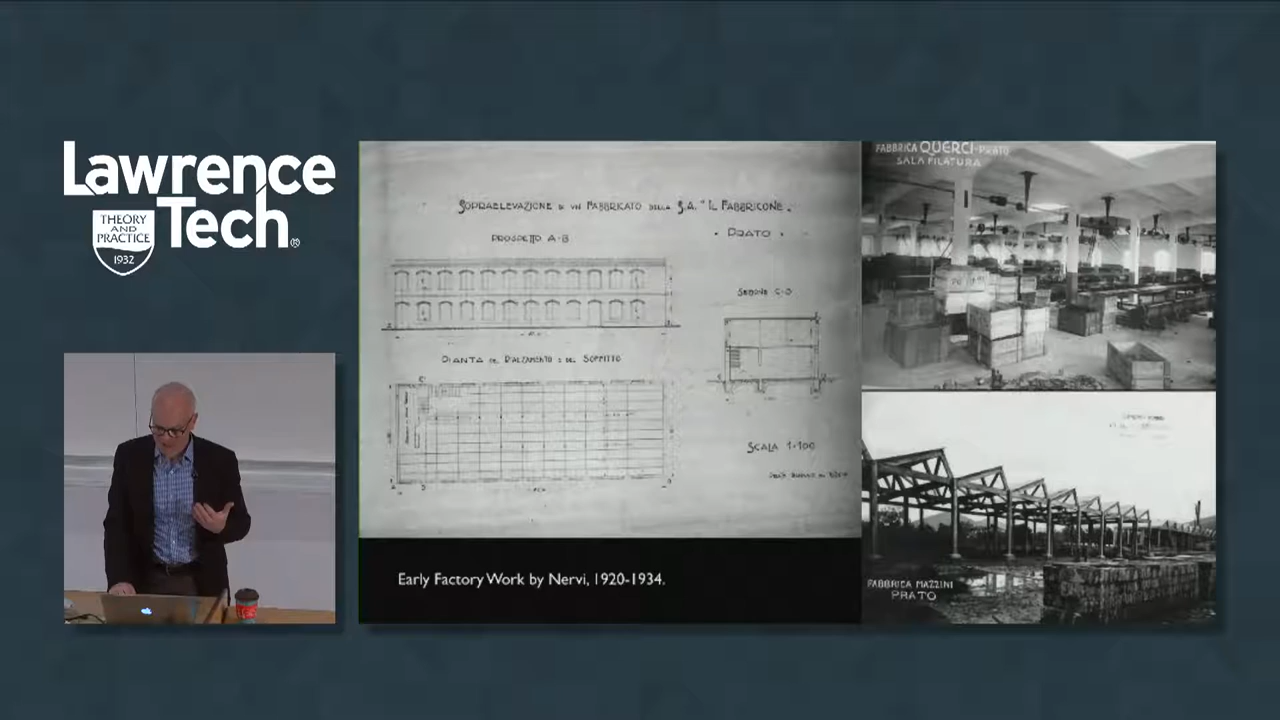 Lawrence
Tech®
THEORY
AND
PRACTICE
1932
SOPRAELEVAZIONE DI UN FABBRICATO DELLA S.A. "IL FABBRICONE"
• PRATO •
PROSPETTO A-B
SEZIONE C-D
PIANTA DEL RIALZAMENTO E DEL SOFFITTO
SCALA 1:100
Early Factory Work by Nervi, 1920-1934.
FABBRICA QUERCI-PRATO
SALA FILATURA
FABBRICA MAZZINI
PRATO